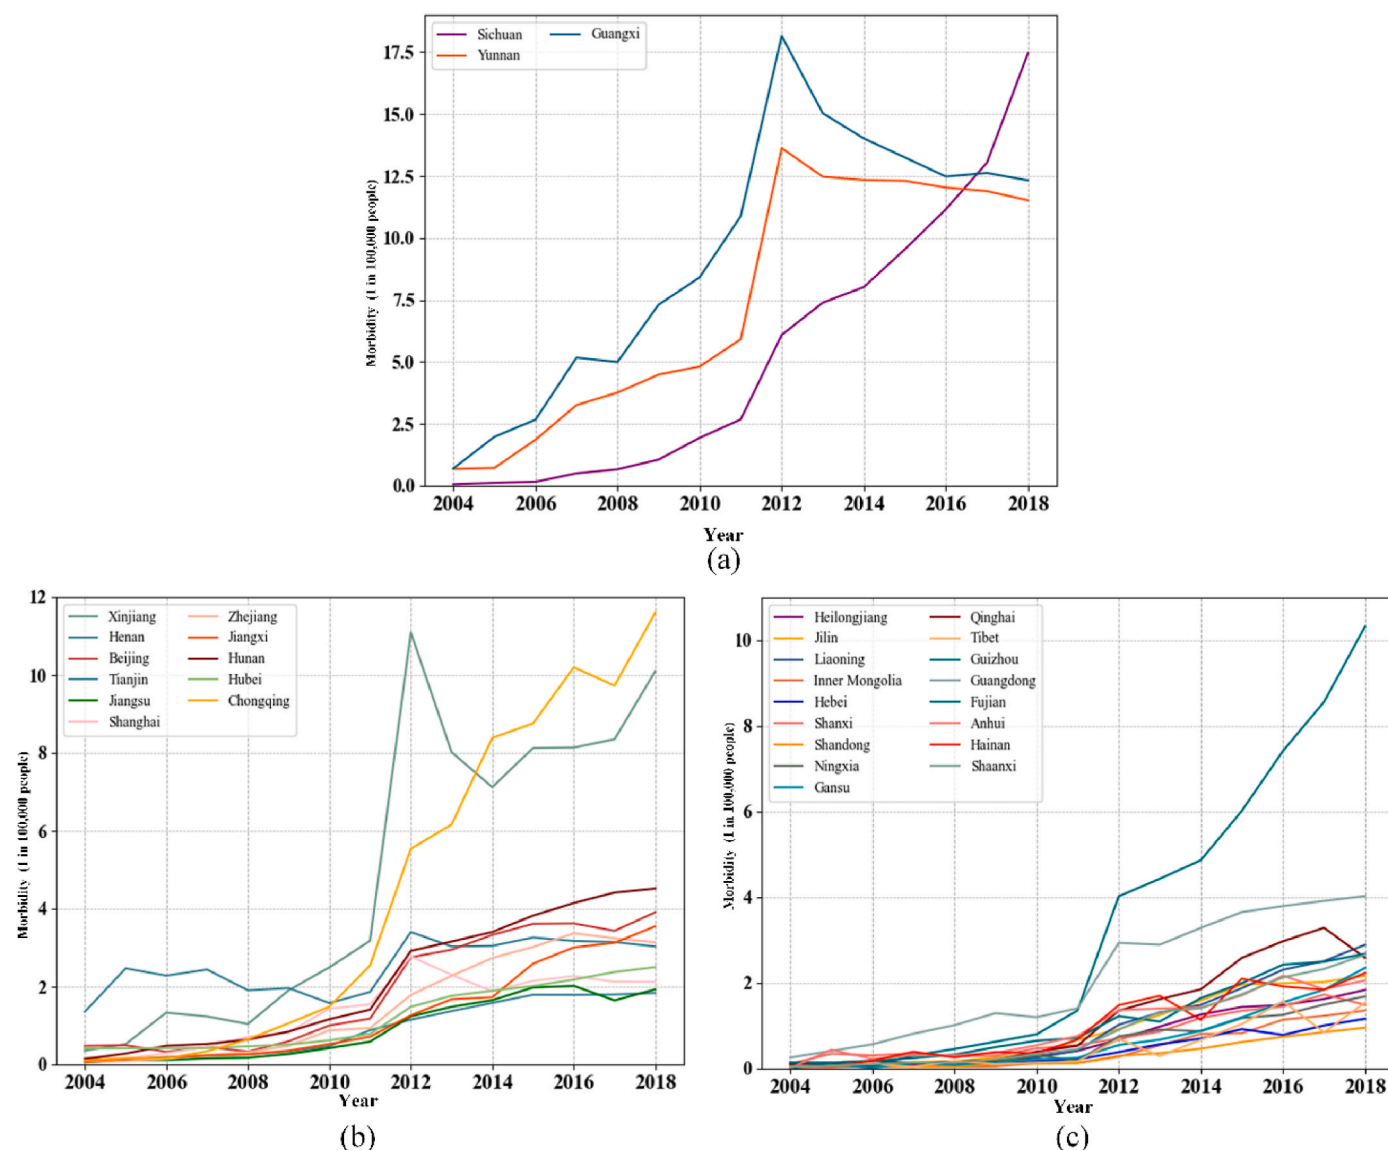 Sichuan Guangxi
Yunnan
17.5
15.0
12.5
10.0
7.5
5.0
2.5
0.0
Morbidity (1 in 100,000 people)
2004 2006 2008 2010 2012 2014 2016 2018
Year
(a)
Xinjiang Zhejiang
Henan Jiangxi
Beijing Hunan
Tianjin Hubei
Jiangsu Chongqing
Shanghai
12
10
8
6
4
2
0
Morbidity (1 in 100,000 people)
2004 2006 2008 2010 2012 2014 2016 2018
Year
(b)
Heilongjiang Qinghai
Jilin Tibet
Liaoning Guizhou
Inner Mongolia Guangdong
Hebei Fujian
Shanxi Anhui
Shandong Hainan
Ningxia Shaanxi
Gansu
10
8
6
4
2
0
Morbidity (1 in 100,000 people)
2004 2006 2008 2010 2012 2014 2016 2018
Year
(c)